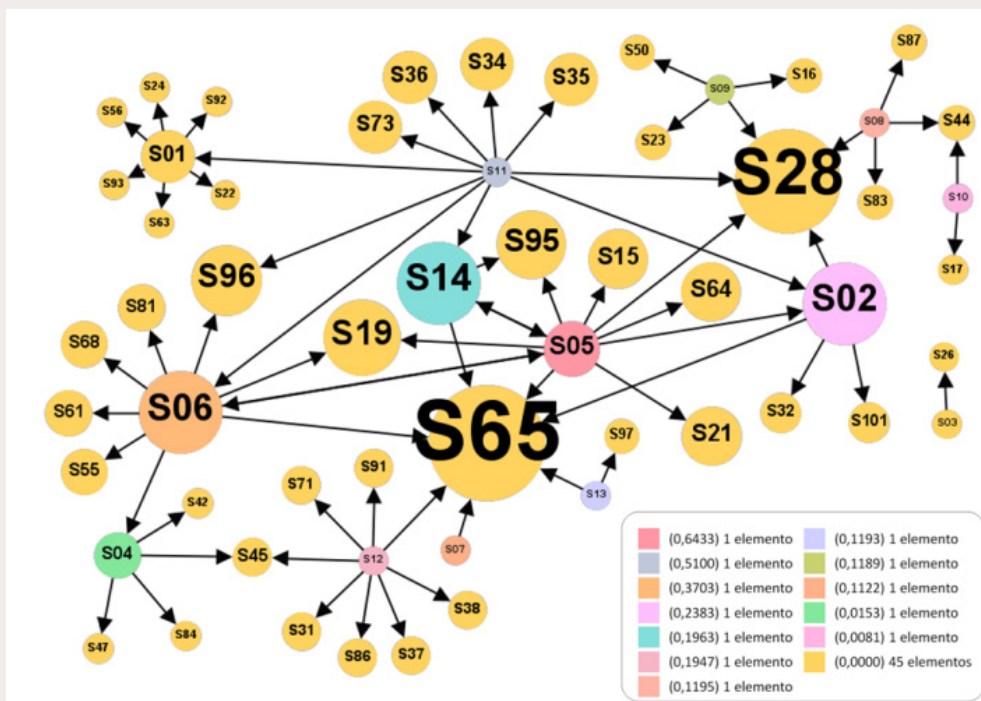 S50
S87
S34
S36
S35
S16
S24
S92
S09
S56
S44
S73
S08
S23
S01
S11
S28
S93
S22
S10
S83
S63
S95
S15
S17
S96
S14
S64
S02
S81
S19
S05
S68
S26
S06
S61
S65
S32
S101
S03
S21
S97
S55
S91
S71
S13
S42
S04
S45
S12
S07
S38
S31
S84
S47
S86
S37
(0,6433) 1 elemento
(0,5100) 1 elemento
(0,3703) 1 elemento
(0,2383) 1 elemento
(0,1963) 1 elemento
(0,1947) 1 elemento
(0,1195) 1 elemento
(0,1193) 1 elemento
(0,1189) 1 elemento
(0,1122) 1 elemento
(0,0153) 1 elemento
(0,0081) 1 elemento
(0,0000) 45 elementos